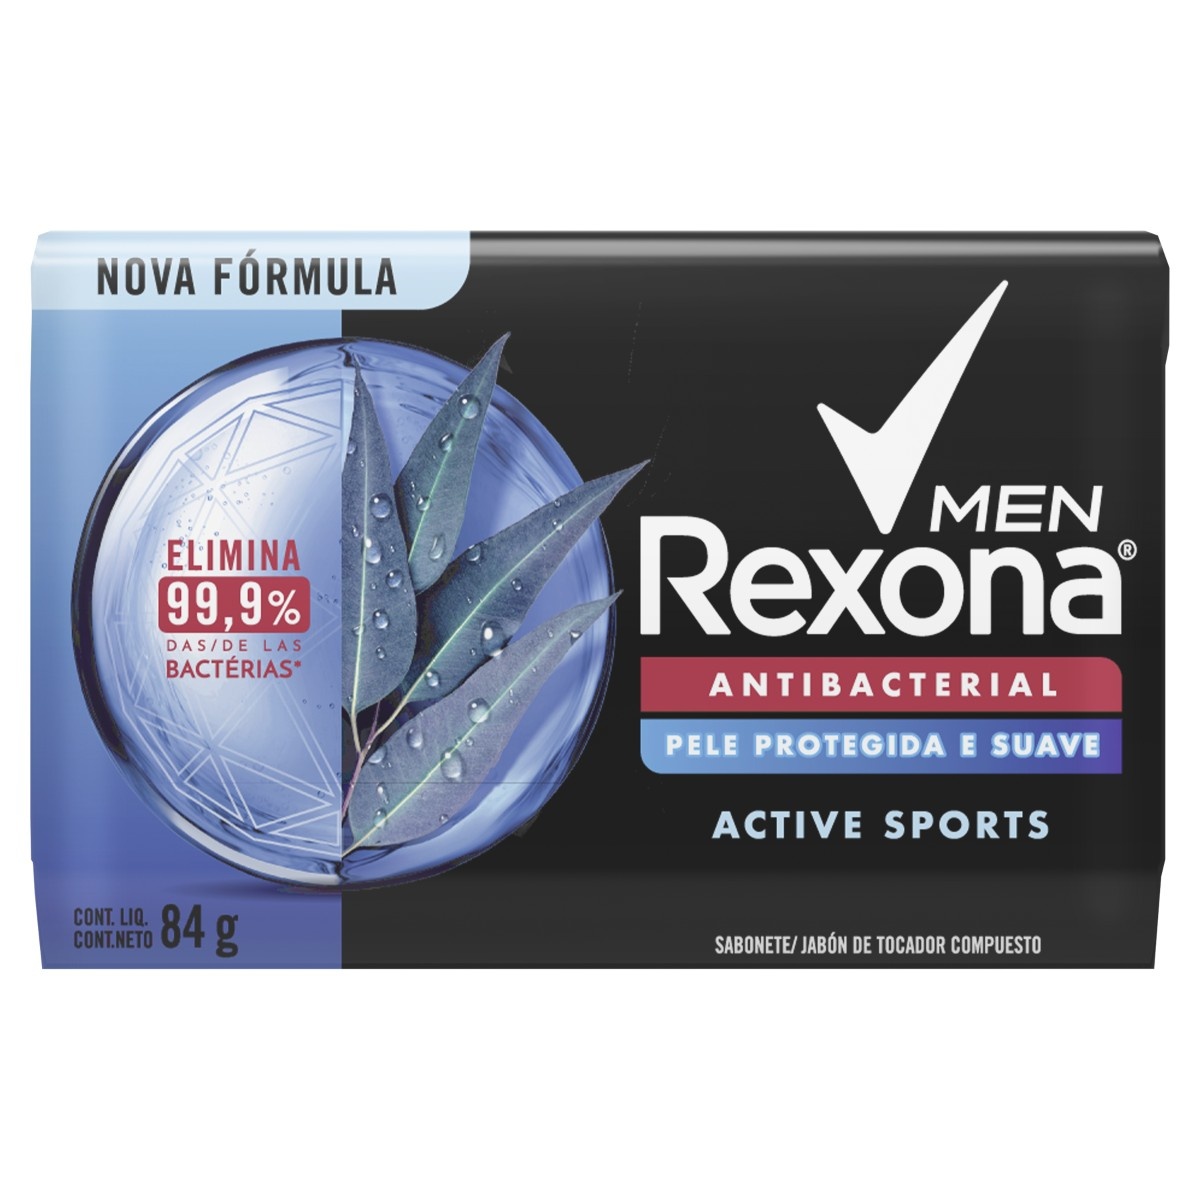 NOVA FÓRMULA
ELIMINA
99,9%
DAS/DE LAS
BACTÉRIAS*
MEN
Rexona®
ANTIBACTERIAL
PELE PROTEGIDA E SUAVE
ACTIVE SPORTS
CONT. LIQ.
CONT.NETO 84 g
SABONETE/ JABÓN DE TOCADOR COMPUESTO